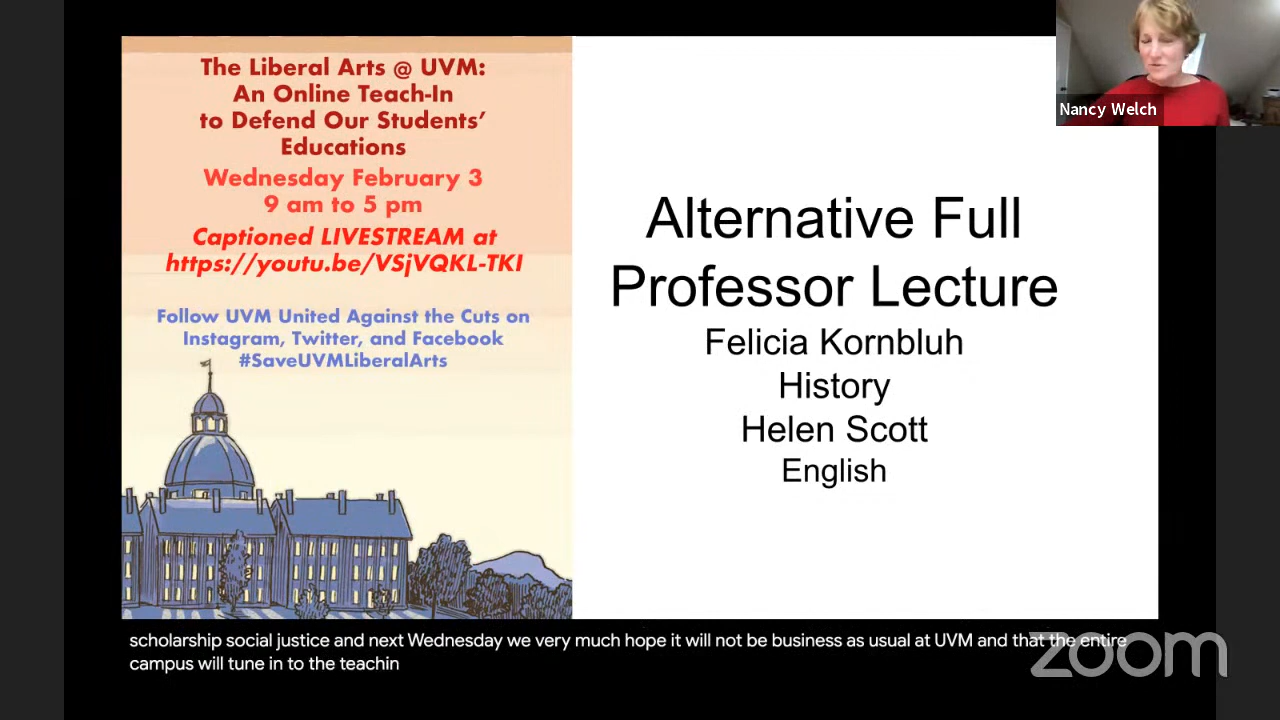 The Liberal Arts @ UVM:
An Online Teach-In
to Defend Our Students'
Educations
Wednesday February 3
9 am to 5 pm
Captioned LIVESTREAM at
https://youtu.be/VSjVQKL-TKI
Follow UVM United Against the Cuts on
Instagram, Twitter, and Facebook
#SaveUVMLiberalArts
Alternative Full
Professor Lecture
Felicia Kornbluh
History
Helen Scott
English
Nancy Welch
scholarship social justice and next Wednesday we very much hope it will not be business as usual at UVM and that the entire
campus will tune in to the teachin
zoom